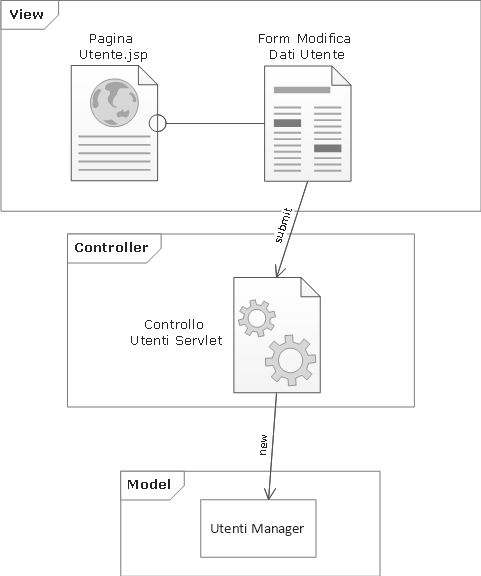 View
Pagina
Utente.jsp
Form Modifica
Dati Utente
submit
Controller
Controllo
Utenti Servlet
new
Model
Utenti Manager